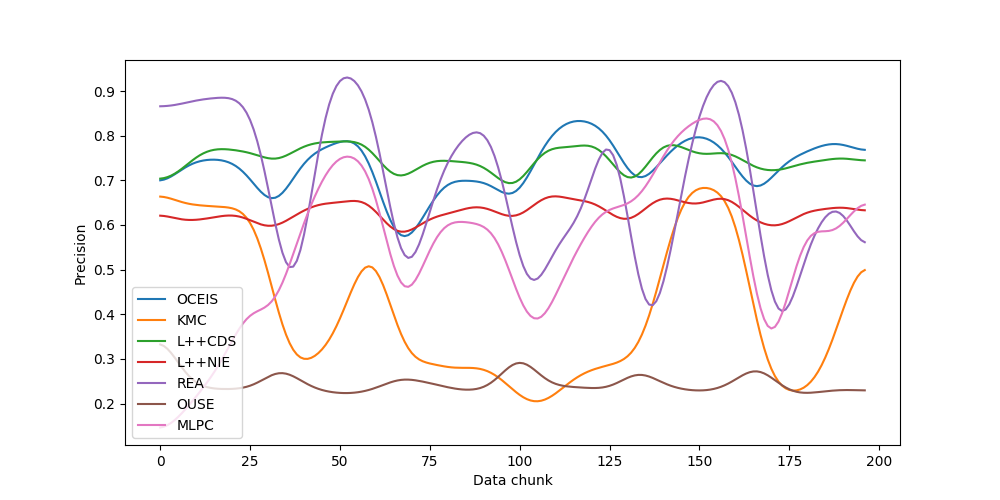 0.9
0.8
0.7
0.6
0.5
0.4
0.3
0.2
Precision
OCEIS
KMC
L++CDS
L++NIE
REA
OUSE
MLPC
0 25 50 75 100 125 150 175 200
Data chunk